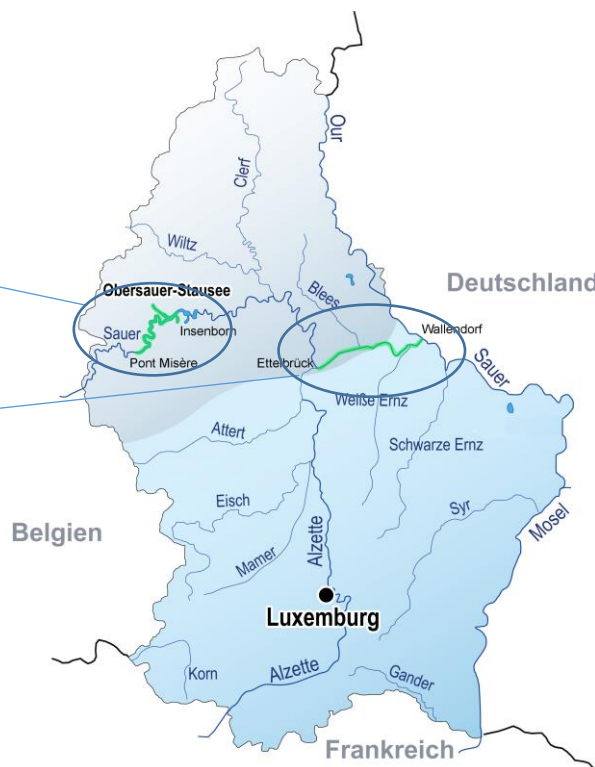 Our
Clerf
Wiltz
Deutschland
Obersauer-Stausee
Blees
Sauer
Insenborn
Wallendorf
Pont Misère
Ettelbrück
Sauer
Weiße Ernz
Attert
Schwarze Ernz
Eisch
Syr
Mosel
Belgien
Mamer
Alzette
Luxemburg
Korn
Alzette
Gander
Frankreich